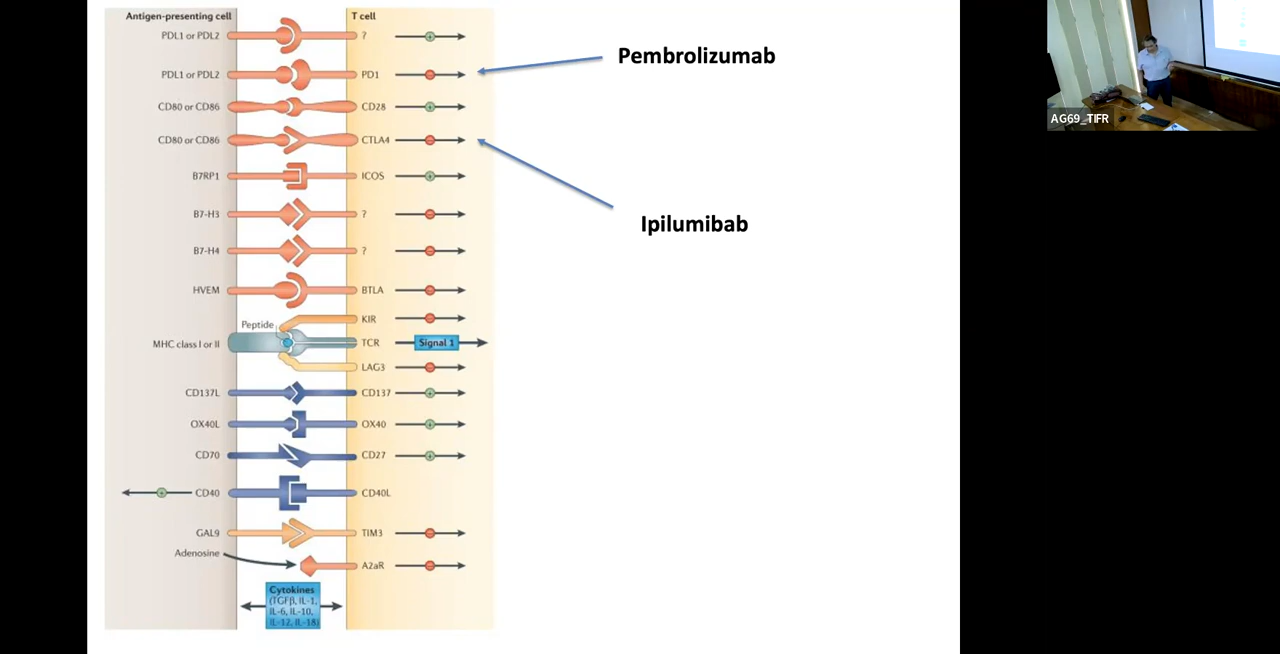 Antigen-presenting cell T cell
PDL1 or PDL2 ?
PDL1 or PDL2 PD1
CD80 or CD86 CD28
CD80 or CD86 CTLA4
B7RP1 ICOS
B7-H3 ?
B7-H4 ?
HVEM BTLA
Peptide KIR
MHC class I or II TCR Signal 1
LAG3
CD137L CD137
OX40L OX40
CD70 CD27
CD40 CD40L
GAL9 TIM3
Adenosine A2aR
Cytokines
(TGFβ, IL-1,
IL-6, IL-10,
IL-12, IL-18)
Pembrolizumab
Ipilumibab
AG69_TIFR